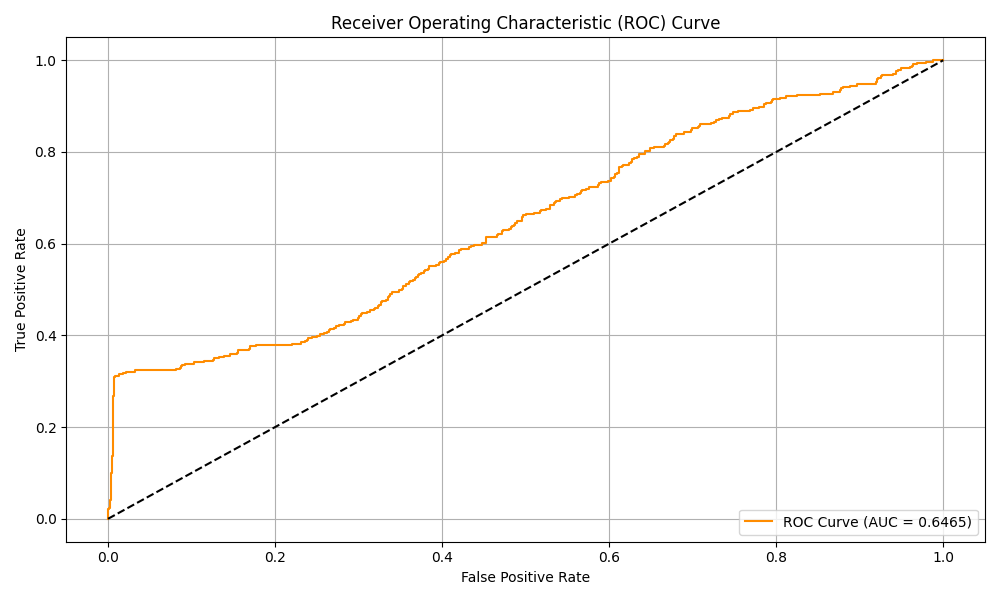 Receiver Operating Characteristic (ROC) Curve
1.0
0.8
0.6
0.4
0.2
0.0
True Positive Rate
0.0 0.2 0.4 0.6 0.8 1.0
False Positive Rate
ROC Curve (AUC = 0.6465)